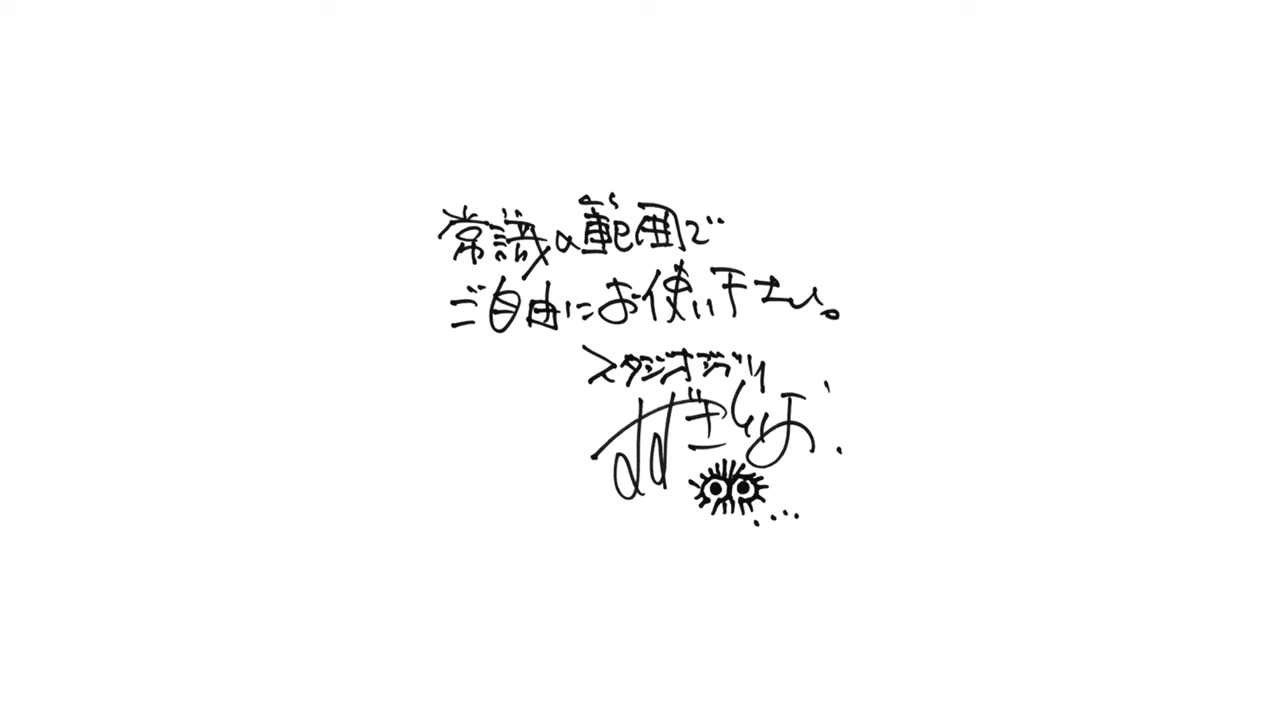 常識の範囲で
ご自由にお使い下さい。
スタジオジブリ
すずきとしお